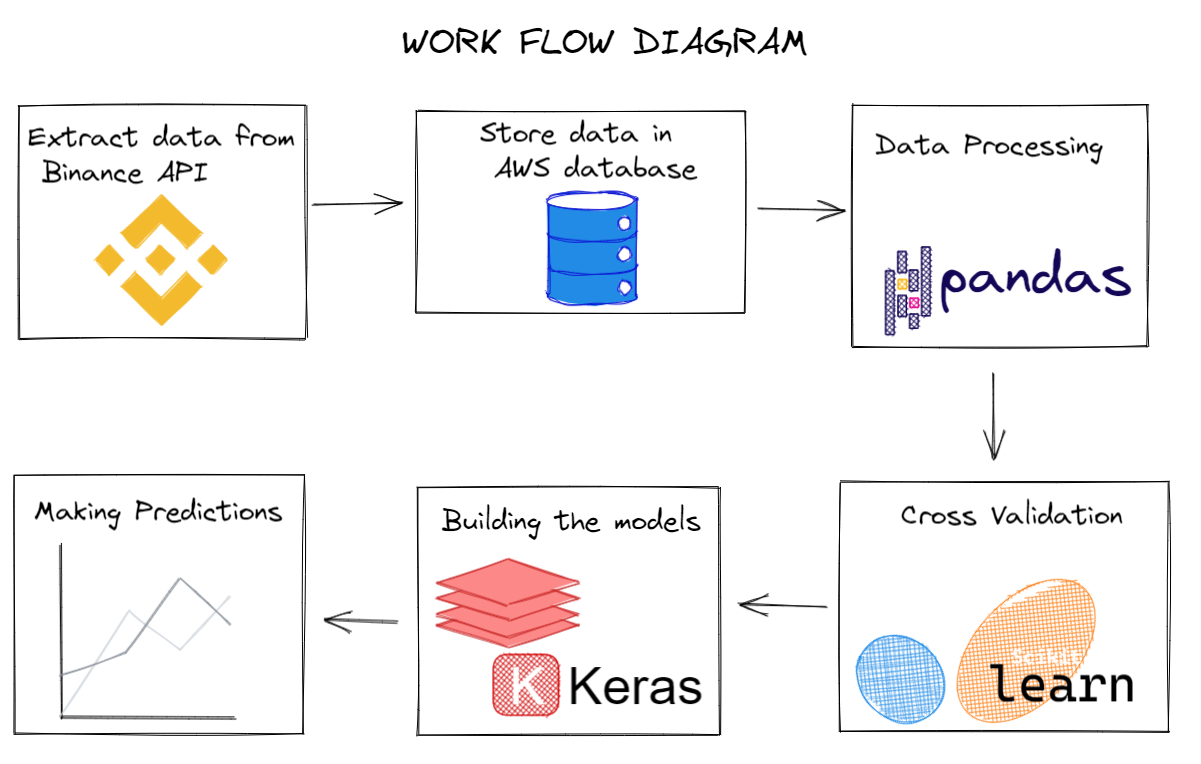 WORK FLOW DIAGRAM
Extract data from
Binance API
Store data in
AWS database
Data Processing
pandas
Cross Validation
Scikit
learn
Building the models
K Keras
Making Predictions